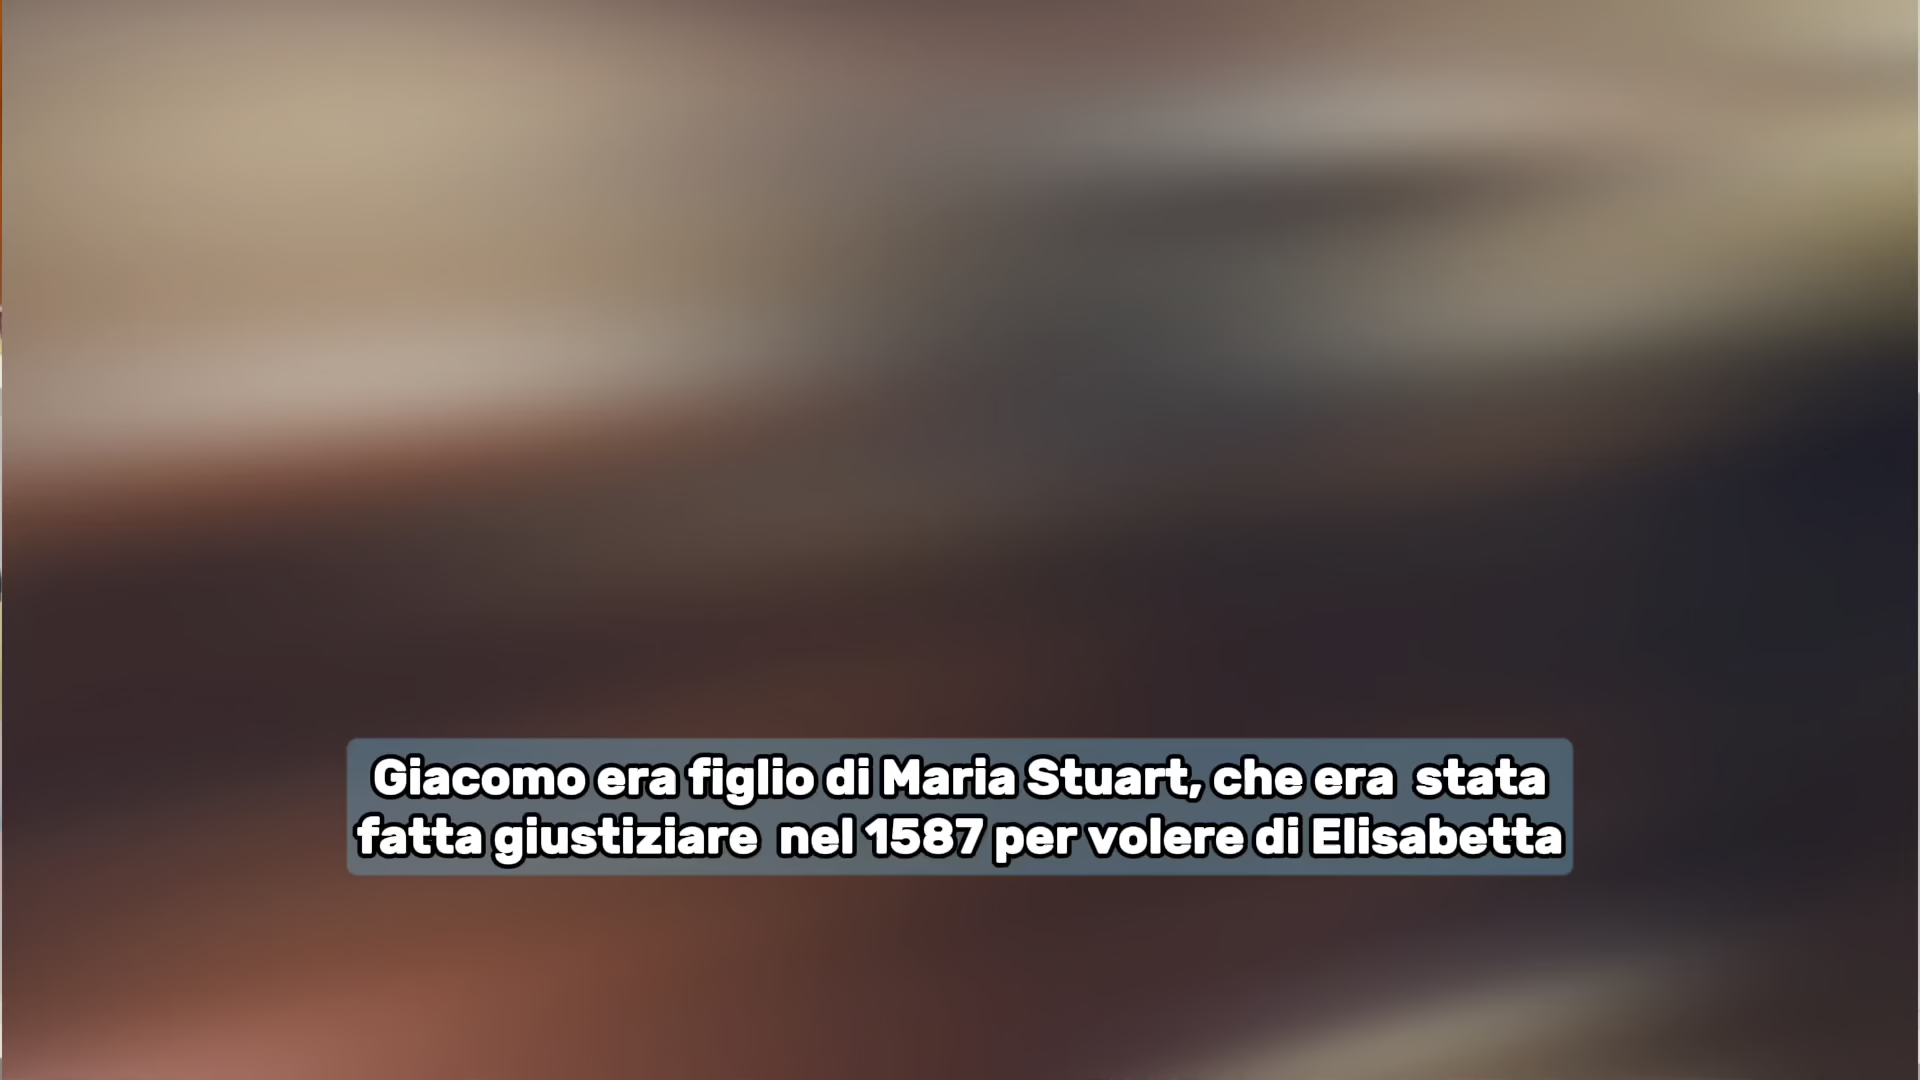 Giacomo era figlio di Maria Stuart, che era stata
fatta giustiziare nel 1587 per volere di Elisabetta